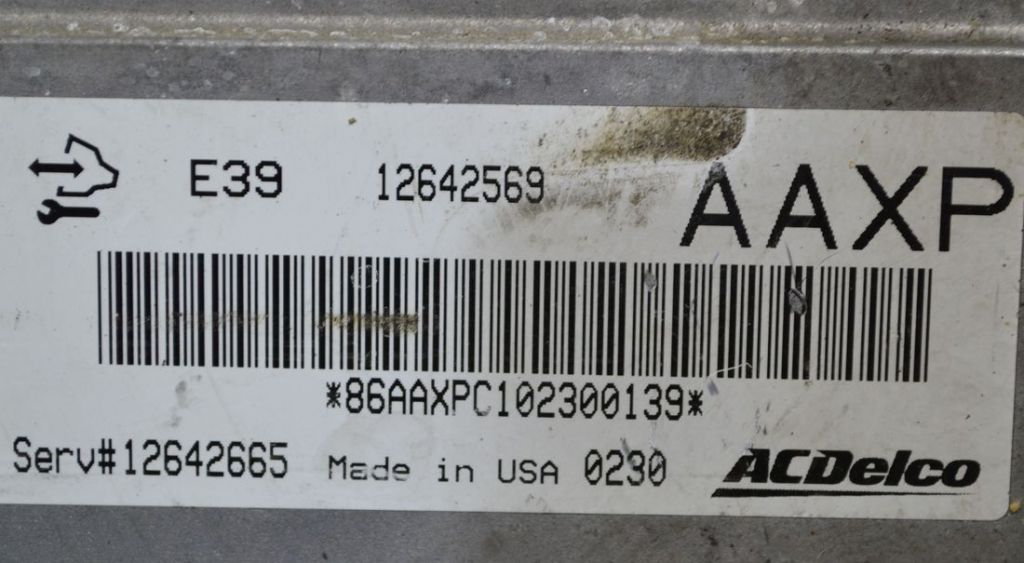 E39 12642569 AAXP
*86AAXPC102300139*
Serv#12642665 Made in USA 0230 ACDelco